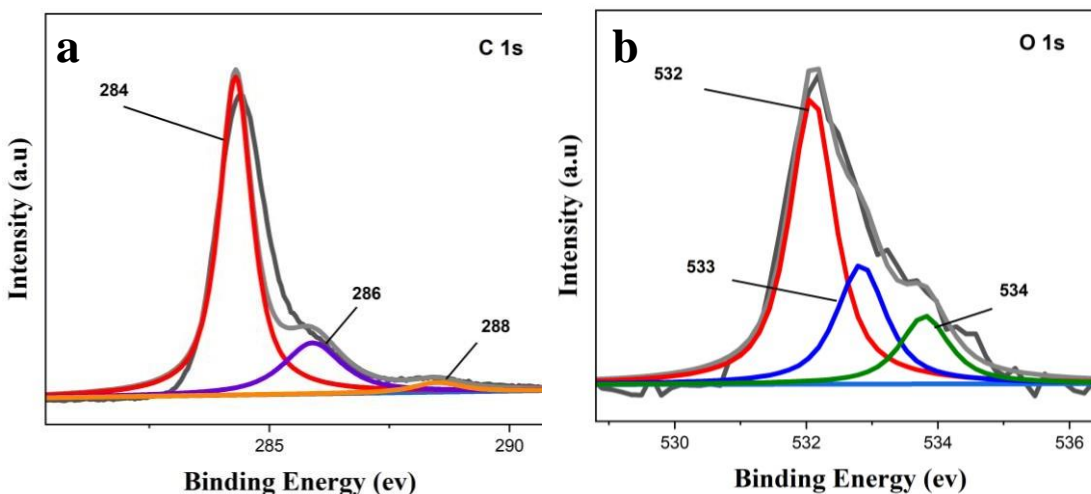 a
C 1s
284
286
288
Intensity (a.u)
285
290
Binding Energy (ev)
b
O 1s
532
533
534
Intensity (a.u)
530
532
534
536
Binding Energy (ev)